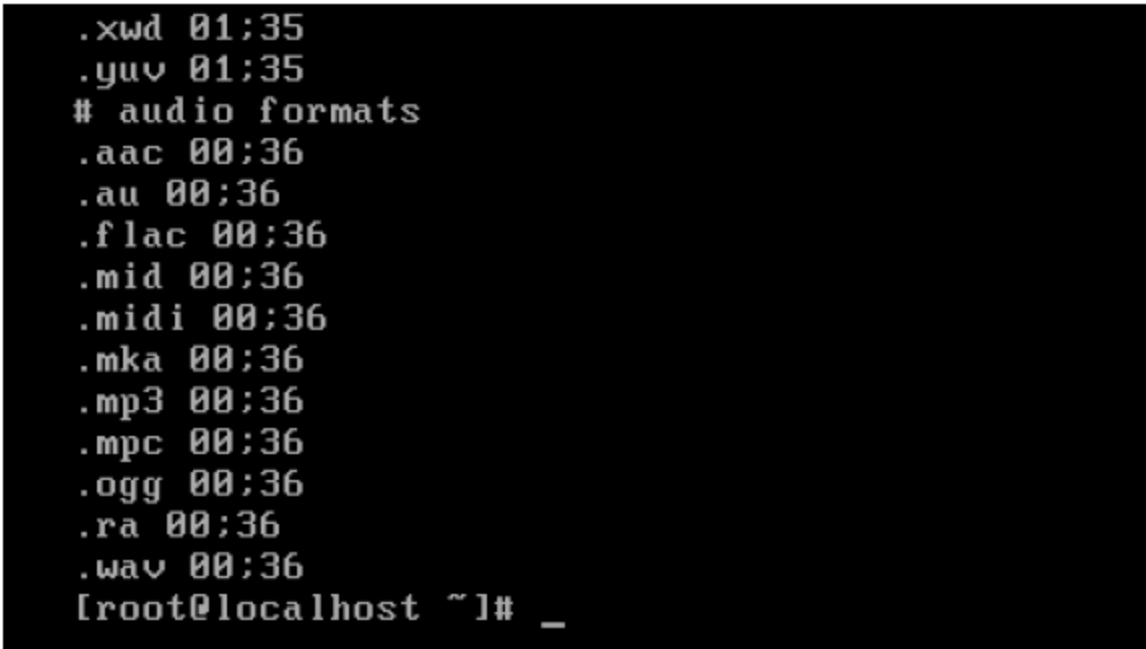 .xwd 01;35
.yuv 01;35
# audio formats
.aac 00;36
.au 00;36
.flac 00;36
.mid 00;36
.midi 00;36
.mka 00;36
.mp3 00;36
.mpc 00;36
.ogg 00;36
.ra 00;36
.wav 00;36
[root@localhost ~]# _